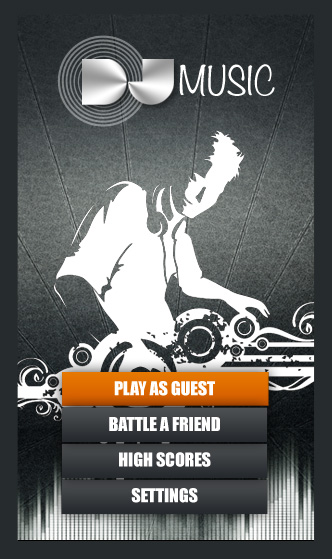 DJ MUSIC
PLAY AS GUEST
BATTLE A FRIEND
HIGH SCORES
SETTINGS